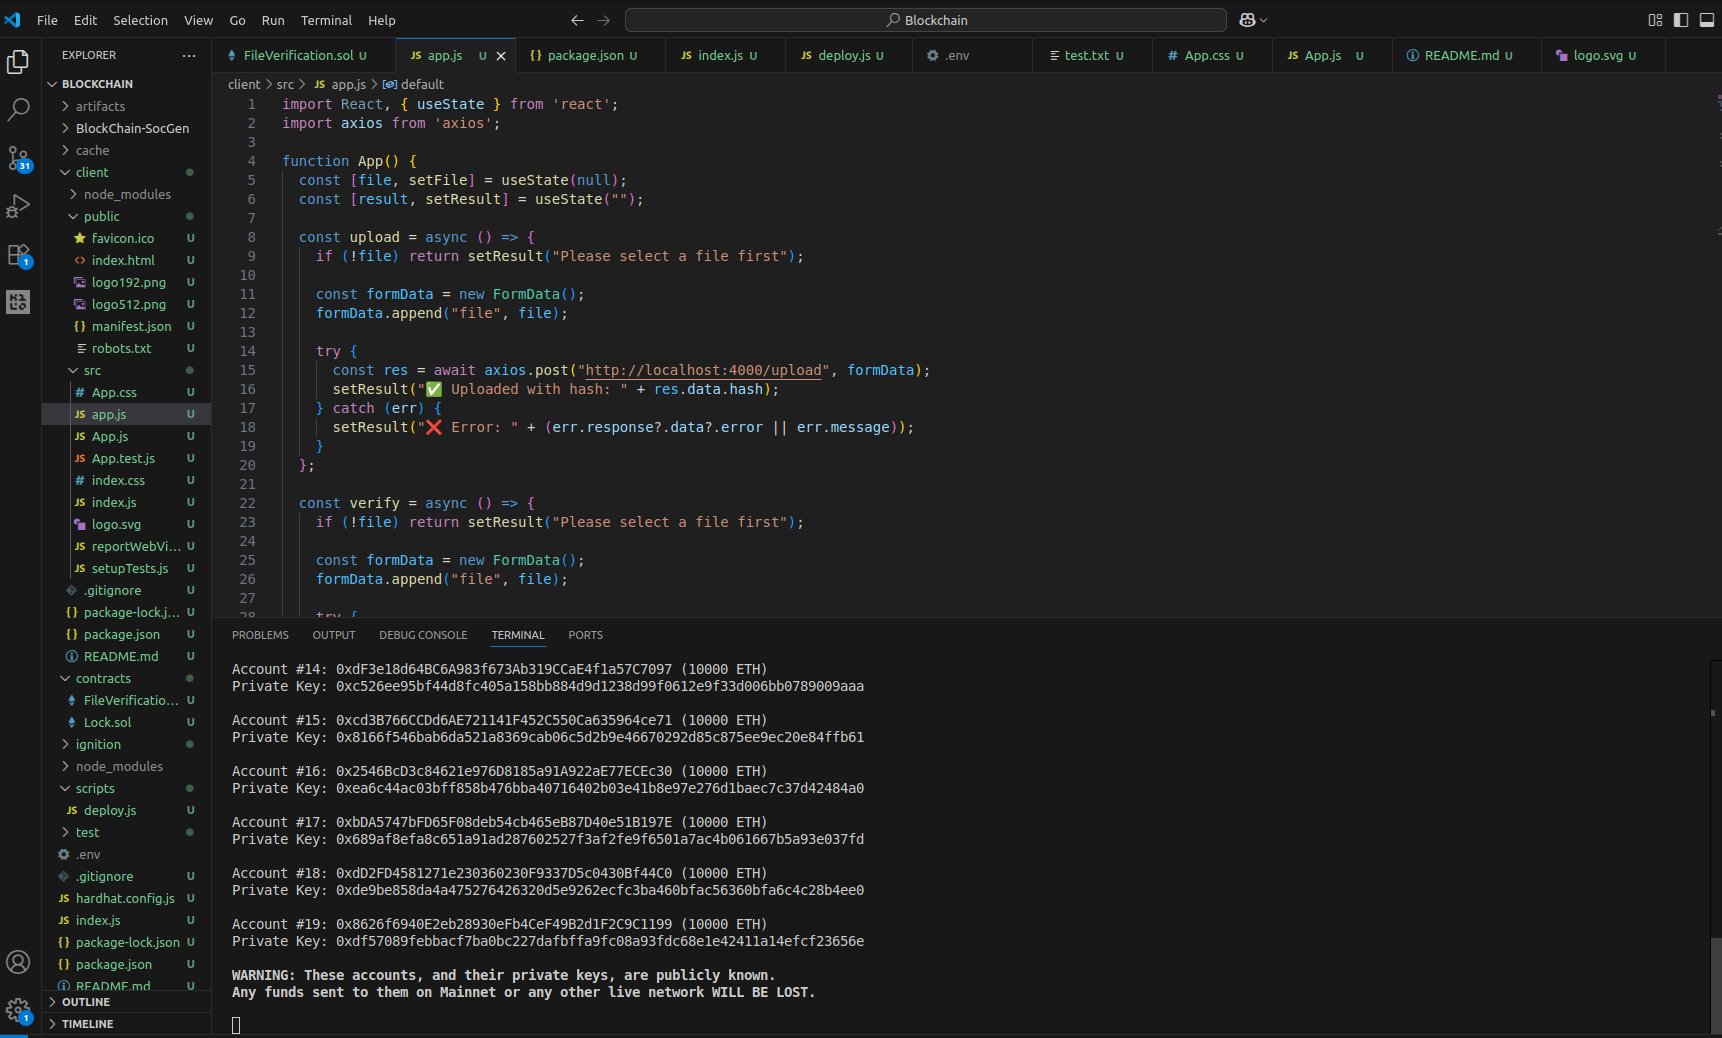 File Edit Selection View Go Run Terminal Help
Blockchain
EXPLORER
FileVerification.sol U
app.js U
package.json U
index.js U
deploy.js U
.env
test.txt U
App.css U
App.js U
README.md U
logo.svg U
BLOCKCHAIN
artifacts
BlockChain-SocGen
cache
client
node_modules
public
favicon.ico U
index.html U
logo192.png U
logo512.png U
manifest.json U
robots.txt U
src
App.css U
app.js U
App.js U
App.test.js U
index.css U
index.js U
logo.svg U
reportWebVi... U
setupTests.js U
.gitignore U
package-lock.j... U
package.json U
README.md U
contracts
FileVerificatio... U
Lock.sol U
ignition
node_modules
scripts
deploy.js U
test
.env
.gitignore U
hardhat.config.js U
index.js U
package-lock.json U
package.json U
README.md U
OUTLINE
TIMELINE
31
1
1
client > src > JS app.js > default
1 import React, { useState } from 'react';
2 import axios from 'axios';
3
4 function App() {
5 const [file, setFile] = useState(null);
6 const [result, setResult] = useState("");
7
8 const upload = async () => {
9 if (!file) return setResult("Please select a file first");
10
11 const formData = new FormData();
12 formData.append("file", file);
13
14 try {
15 const res = await axios.post("http://localhost:4000/upload", formData);
16 setResult("✅ Uploaded with hash: " + res.data.hash);
17 } catch (err) {
18 setResult("❌ Error: " + (err.response?.data?.error || err.message));
19 }
20 };
21
22 const verify = async () => {
23 if (!file) return setResult("Please select a file first");
24
25 const formData = new FormData();
26 formData.append("file", file);
27
28 try {
PROBLEMS OUTPUT DEBUG CONSOLE TERMINAL PORTS
Account #14: 0xdF3e18d64BC6A983f673Ab319CCaE4f1a57C7097 (10000 ETH)
Private Key: 0xc526ee95bf44d8fc405a158bb884d9d1238d99f0612e9f33d006bb0789009aaa
Account #15: 0xcd3B766CCDd6AE721141F452C550Ca635964ce71 (10000 ETH)
Private Key: 0x8166f546bab6da521a8369cab06c5d2b9e46670292d85c875ee9ec20e84ffb61
Account #16: 0x2546BcD3c84621e976D8185a91A922aE77ECEc30 (10000 ETH)
Private Key: 0xea6c44ac03bff858b476bba40716402b03e41b8e97e276d1baec7c37d42484a0
Account #17: 0xbDA5747bFD65F08deb54cb465eB87D40e51B197E (10000 ETH)
Private Key: 0x689af8efa8c651a91ad287602527f3af2fe9f6501a7ac4b061667b5a93e037fd
Account #18: 0xdD2FD4581271e230360230F9337D5c0430Bf44C0 (10000 ETH)
Private Key: 0xde9be858da4a475276426320d5e9262ecfc3ba460bfac56360bfa6c4c28b4ee0
Account #19: 0x8626f6940E2eb28930eFb4CeF49B2d1F2C9C1199 (10000 ETH)
Private Key: 0xdf57089febbacf7ba0bc227dafbffa9fc08a93fdc68e1e42411a14efcf23656e
WARNING: These accounts, and their private keys, are publicly known.
Any funds sent to them on Mainnet or any other live network WILL BE LOST.